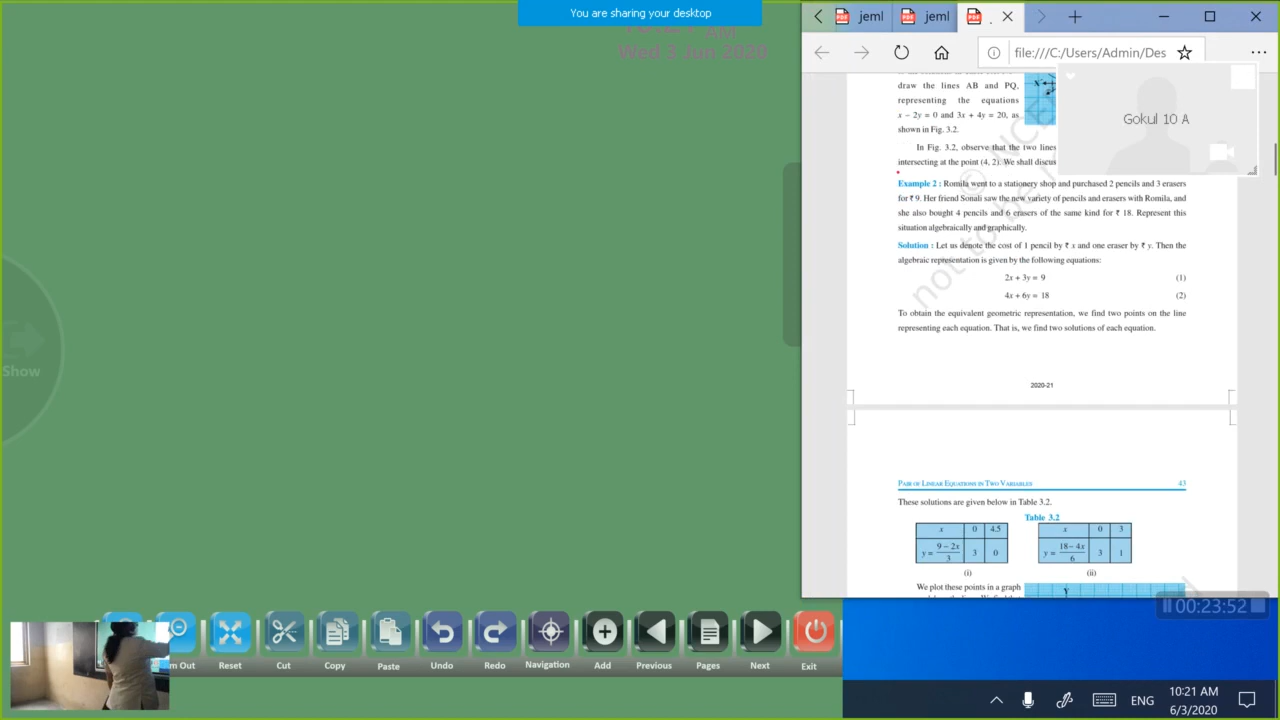 You are sharing your desktop
AM
Wed 3 Jun 2020
jeml
jeml
file:///C:/Users/Admin/Des
Gokul 10 A
draw the lines AB and PQ,
representing the equations
x – 2y = 0 and 3x + 4y = 20, as
shown in Fig. 3.2.
In Fig. 3.2, observe that the two lines
intersecting at the point (4, 2). We shall discus
Example 2 : Romila went to a stationery shop and purchased 2 pencils and 3 erasers
for ₹ 9. Her friend Sonali saw the new variety of pencils and erasers with Romila, and
she also bought 4 pencils and 6 erasers of the same kind for ₹ 18. Represent this
situation algebraically and graphically.
Solution : Let us denote the cost of 1 pencil by ₹ x and one eraser by ₹ y. Then the
algebraic representation is given by the following equations:
2x + 3y = 9 (1)
4x + 6y = 18 (2)
To obtain the equivalent geometric representation, we find two points on the line
representing each equation. That is, we find two solutions of each equation.
not to be
2020-21
PAIR OF LINEAR EQUATIONS IN TWO VARIABLES 43
These solutions are given below in Table 3.2.
Table 3.2
x 0 4.5
y = 9 – 2x / 3 3 0
(i)
x 0 3
y = 18 – 4x / 6 3 1
(ii)
We plot these points in a graph
Y
00:23:52
Show
m Out
Reset
Cut
Copy
Paste
Undo
Redo
Navigation
Add
Previous
Pages
Next
Exit
ENG
10:21 AM
6/3/2020